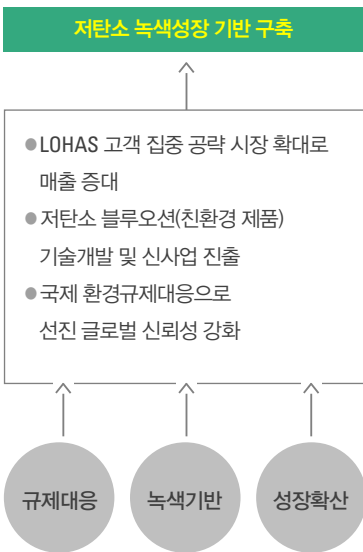 저탄소 녹색성장 기반 구축
●LOHAS 고객 집중 공략 시장 확대로
매출 증대
●저탄소 블루오션(친환경 제품)
기술개발 및 신사업 진출
●국제 환경규제대응으로
선진 글로벌 신뢰성 강화
규제대응 녹색기반 성장확산